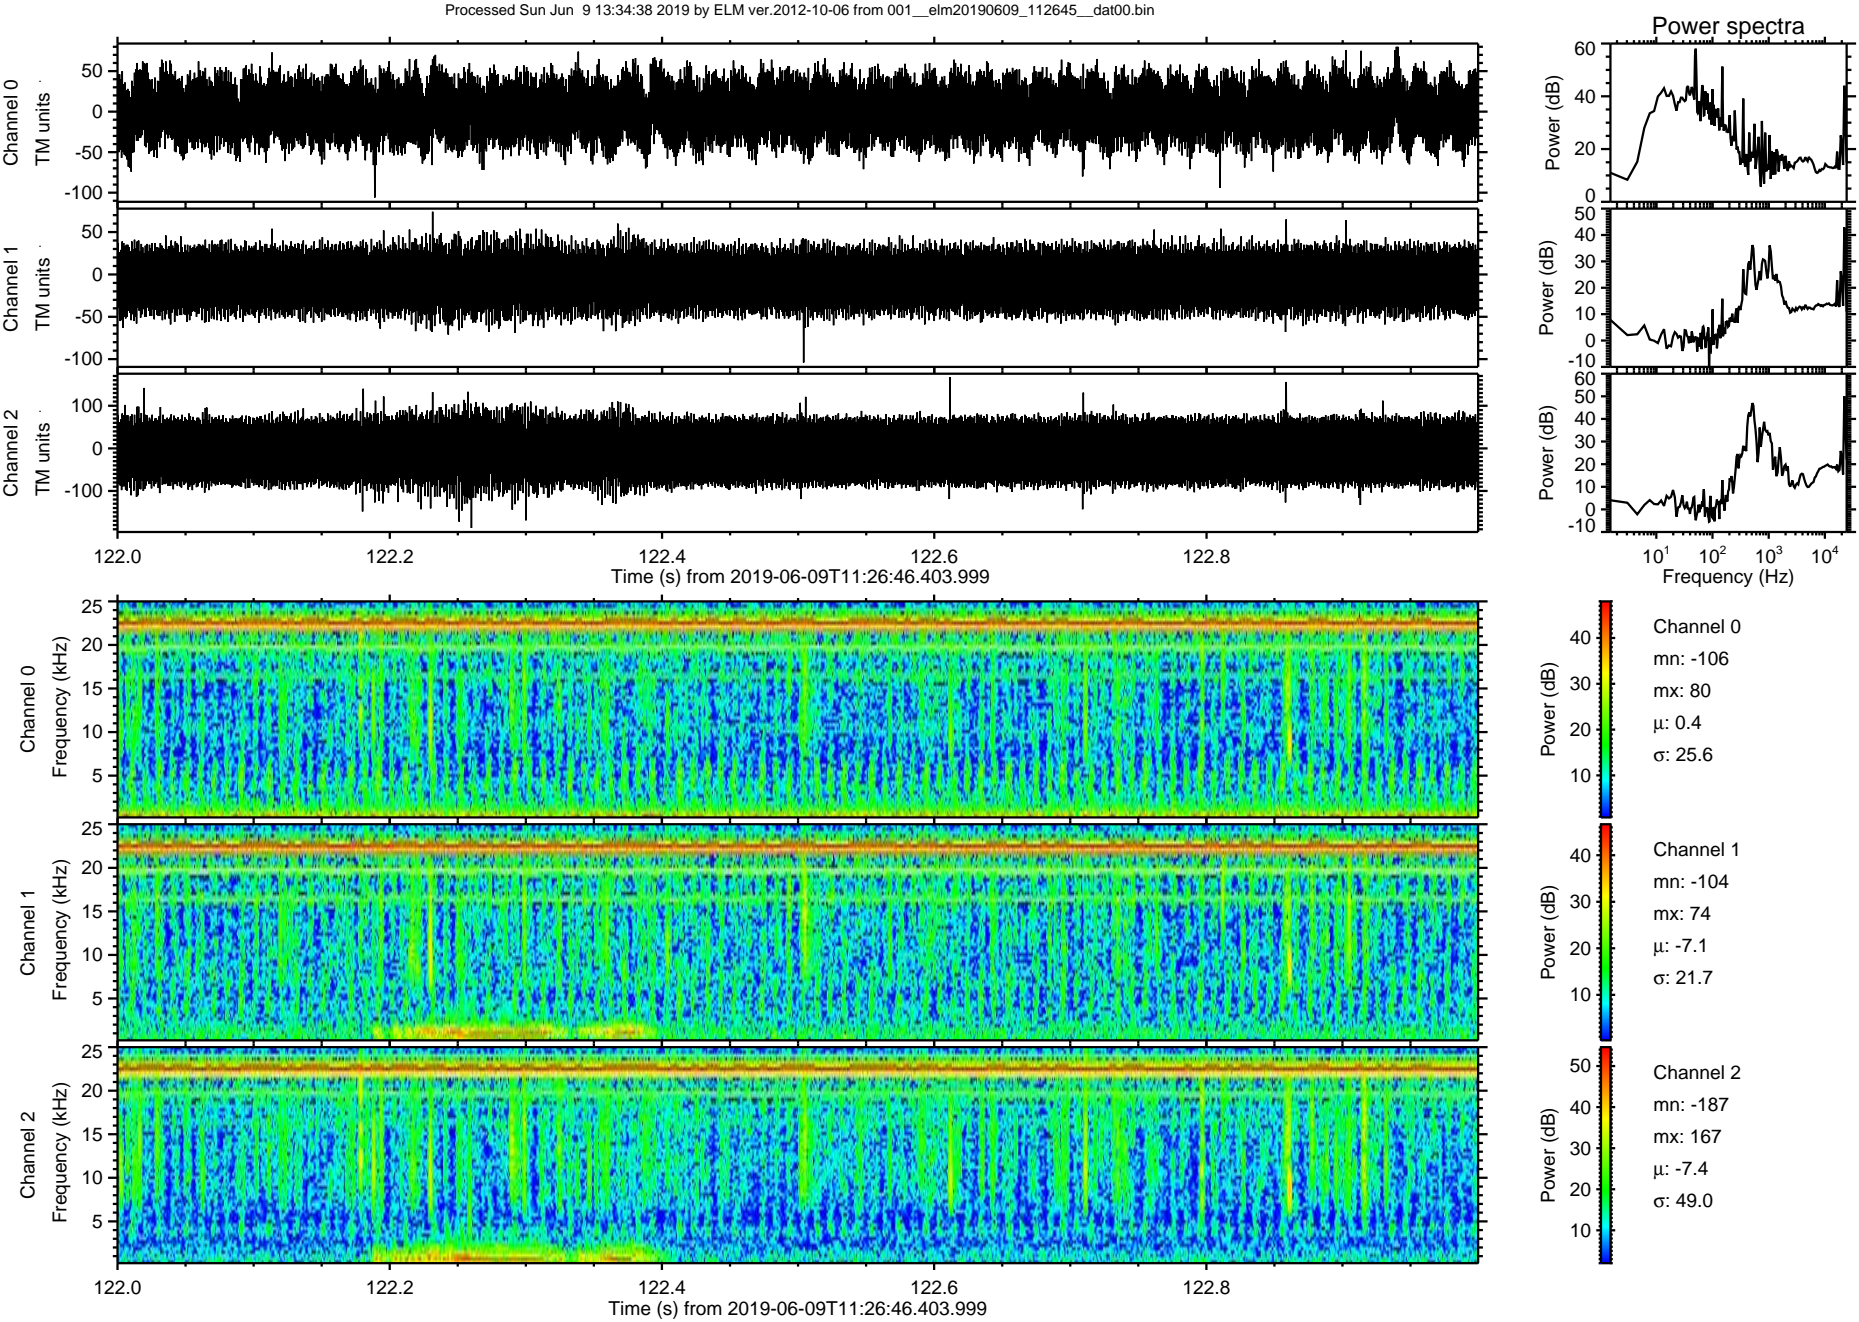 Processed Sun Jun  9 13:34:38 2019 by ELM ver.2012-10-06 from 001__elm20190609_112645__dat00.bin
Power spectra
Channel 0
TM units
50
0
-50
-100
Power (dB)
60
40
20
0
Channel 1
TM units
50
0
-50
-100
Power (dB)
50
40
30
20
10
0
-10
Channel 2
TM units
100
0
-100
Power (dB)
60
50
40
30
20
10
0
-10
122.0 122.2 122.4 122.6 122.8
Time (s) from 2019-06-09T11:26:46.403.999
10^1 10^2 10^3 10^4
Frequency (Hz)
Channel 0
Frequency (kHz)
25
20
15
10
5
Power (dB)
40
30
20
10
Channel 0
mn: -106
mx: 80
μ: 0.4
σ: 25.6
Channel 1
Frequency (kHz)
25
20
15
10
5
Power (dB)
40
30
20
10
Channel 1
mn: -104
mx: 74
μ: -7.1
σ: 21.7
Channel 2
Frequency (kHz)
25
20
15
10
5
Power (dB)
50
40
30
20
10
Channel 2
mn: -187
mx: 167
μ: -7.4
σ: 49.0
122.0 122.2 122.4 122.6 122.8
Time (s) from 2019-06-09T11:26:46.403.999